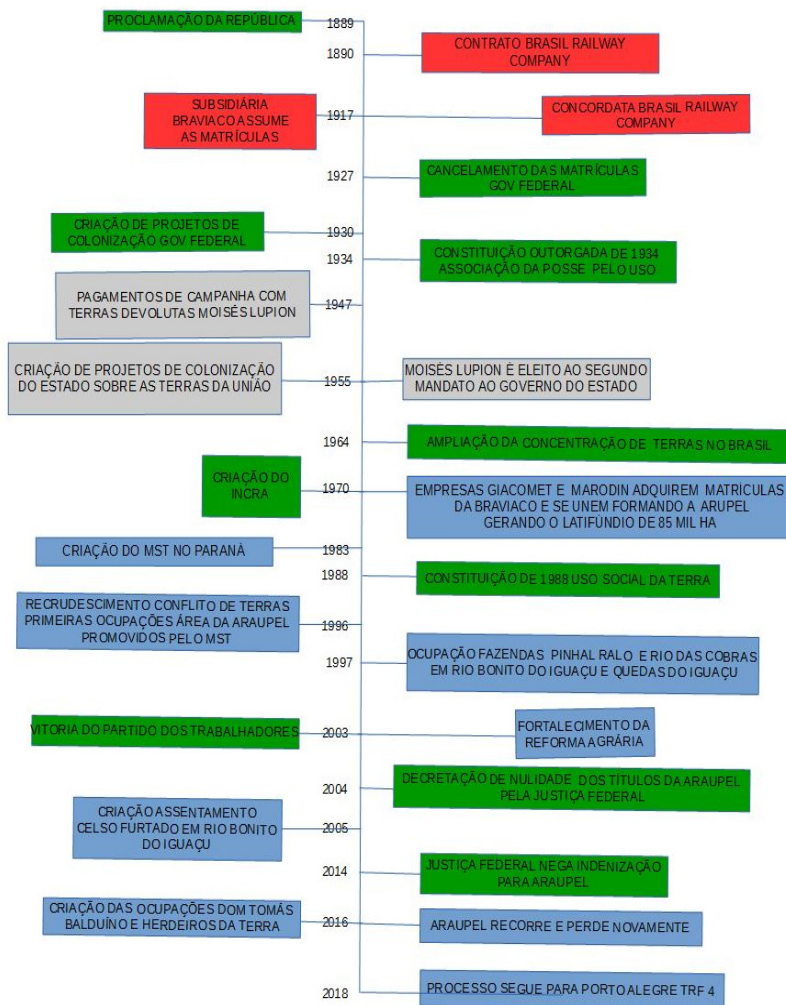 PROCLAMAÇÃO DA REPÚBLICA
1889
1890
CONTRATO BRASIL RAILWAY
COMPANY
SUBSIDIÁRIA
BRAVIACO ASSUME
AS MATRÍCULAS
1917
CONCORDATA BRASIL RAILWAY
COMPANY
1927
CANCELAMENTO DAS MATRÍCULAS
GOV FEDERAL
CRIAÇÃO DE PROJETOS DE
COLONIZAÇÃO GOV FEDERAL
1930
1934
CONSTITUIÇÃO OUTORGADA DE 1934
ASSOCIAÇÃO DA POSSE PELO USO
PAGAMENTOS DE CAMPANHA COM
TERRAS DEVOLUTAS MOISÉS LUPION
1947
CRIAÇÃO DE PROJETOS DE COLONIZAÇÃO
DO ESTADO SOBRE AS TERRAS DA UNIÃO
1955
MOISÉS LUPION É ELEITO AO SEGUNDO
MANDATO AO GOVERNO DO ESTADO
1964
AMPLIAÇÃO DA CONCENTRAÇÃO DE TERRAS NO BRASIL
CRIAÇÃO DO
INCRA
1970
EMPRESAS GIACOMET E MARODIN ADQUIREM MATRÍCULAS
DA BRAVIACO E SE UNEM FORMANDO A ARUPEL
GERANDO O LATIFÚNDIO DE 85 MIL HA
CRIAÇÃO DO MST NO PARANÁ
1983
1988
CONSTITUIÇÃO DE 1988 USO SOCIAL DA TERRA
RECRUDESCIMENTO CONFLITO DE TERRAS
PRIMEIRAS OCUPAÇÕES ÁREA DA ARAUPEL
PROMOVIDOS PELO MST
1996
1997
OCUPAÇÃO FAZENDAS PINHAL RALO E RIO DAS COBRAS
EM RIO BONITO DO IGUAÇU E QUEDAS DO IGUAÇU
VITORIA DO PARTIDO DOS TRABALHADORES
2003
FORTALECIMENTO DA
REFORMA AGRÁRIA
2004
DECRETAÇÃO DE NULIDADE DOS TÍTULOS DA ARAUPEL
PELA JUSTIÇA FEDERAL
CRIAÇÃO ASSENTAMENTO
CELSO FURTADO EM RIO BONITO
DO IGUAÇU
2005
2014
JUSTIÇA FEDERAL NEGA INDENIZAÇÃO
PARA ARAUPEL
CRIAÇÃO DAS OCUPAÇÕES DOM TOMÁS
BALDUÍNO E HERDEIROS DA TERRA
2016
ARAUPEL RECORRE E PERDE NOVAMENTE
2018
PROCESSO SEGUE PARA PORTO ALEGRE TRF 4